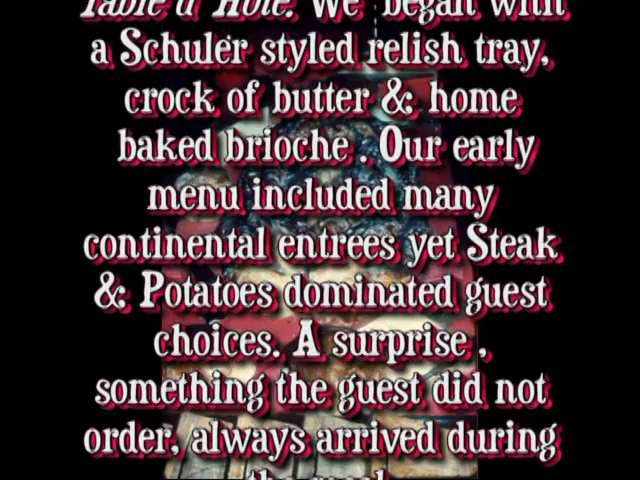 Table d' Hote. We began with
a Schuler styled relish tray,
crock of butter & home
baked brioche . Our early
menu included many
continental entrees yet Steak
& Potatoes dominated guest
choices. A surprise ,
something the guest did not
order, always arrived during
the meal